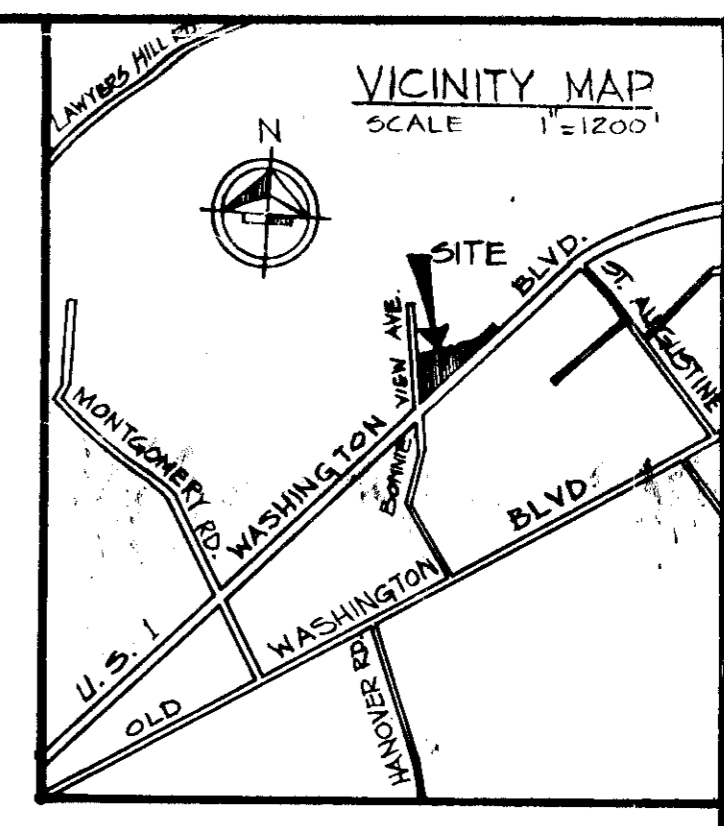 LAWYERS HILL RD.
VICINITY MAP
SCALE 1"=1200'
N
SITE
BLVD.
ST. AUGUSTINE
BONNIE VIEW AVE.
MONTGOMERY RD.
WASHINGTON
U.S. 1
BLVD.
WASHINGTON
OLD
HANOVER RD.